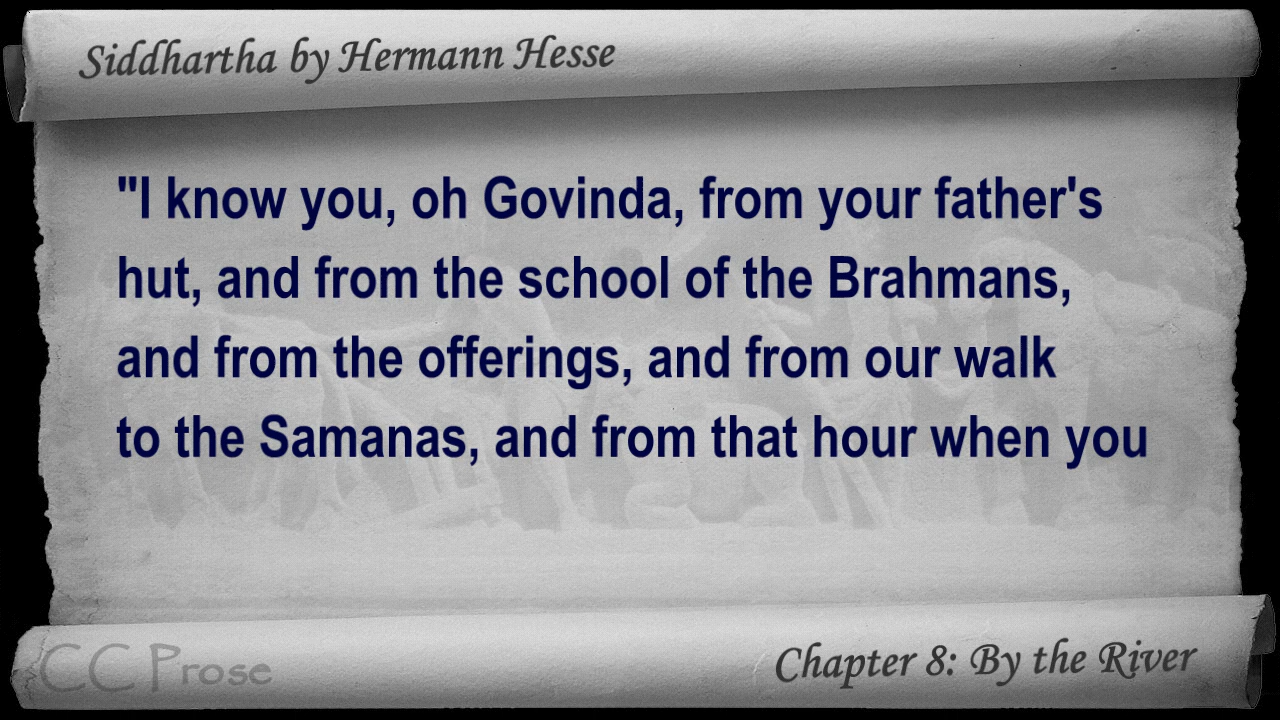 Siddhartha by Hermann Hesse
"I know you, oh Govinda, from your father's
hut, and from the school of the Brahmans,
and from the offerings, and from our walk
to the Samanas, and from that hour when you
CC Prose
Chapter 8: By the River